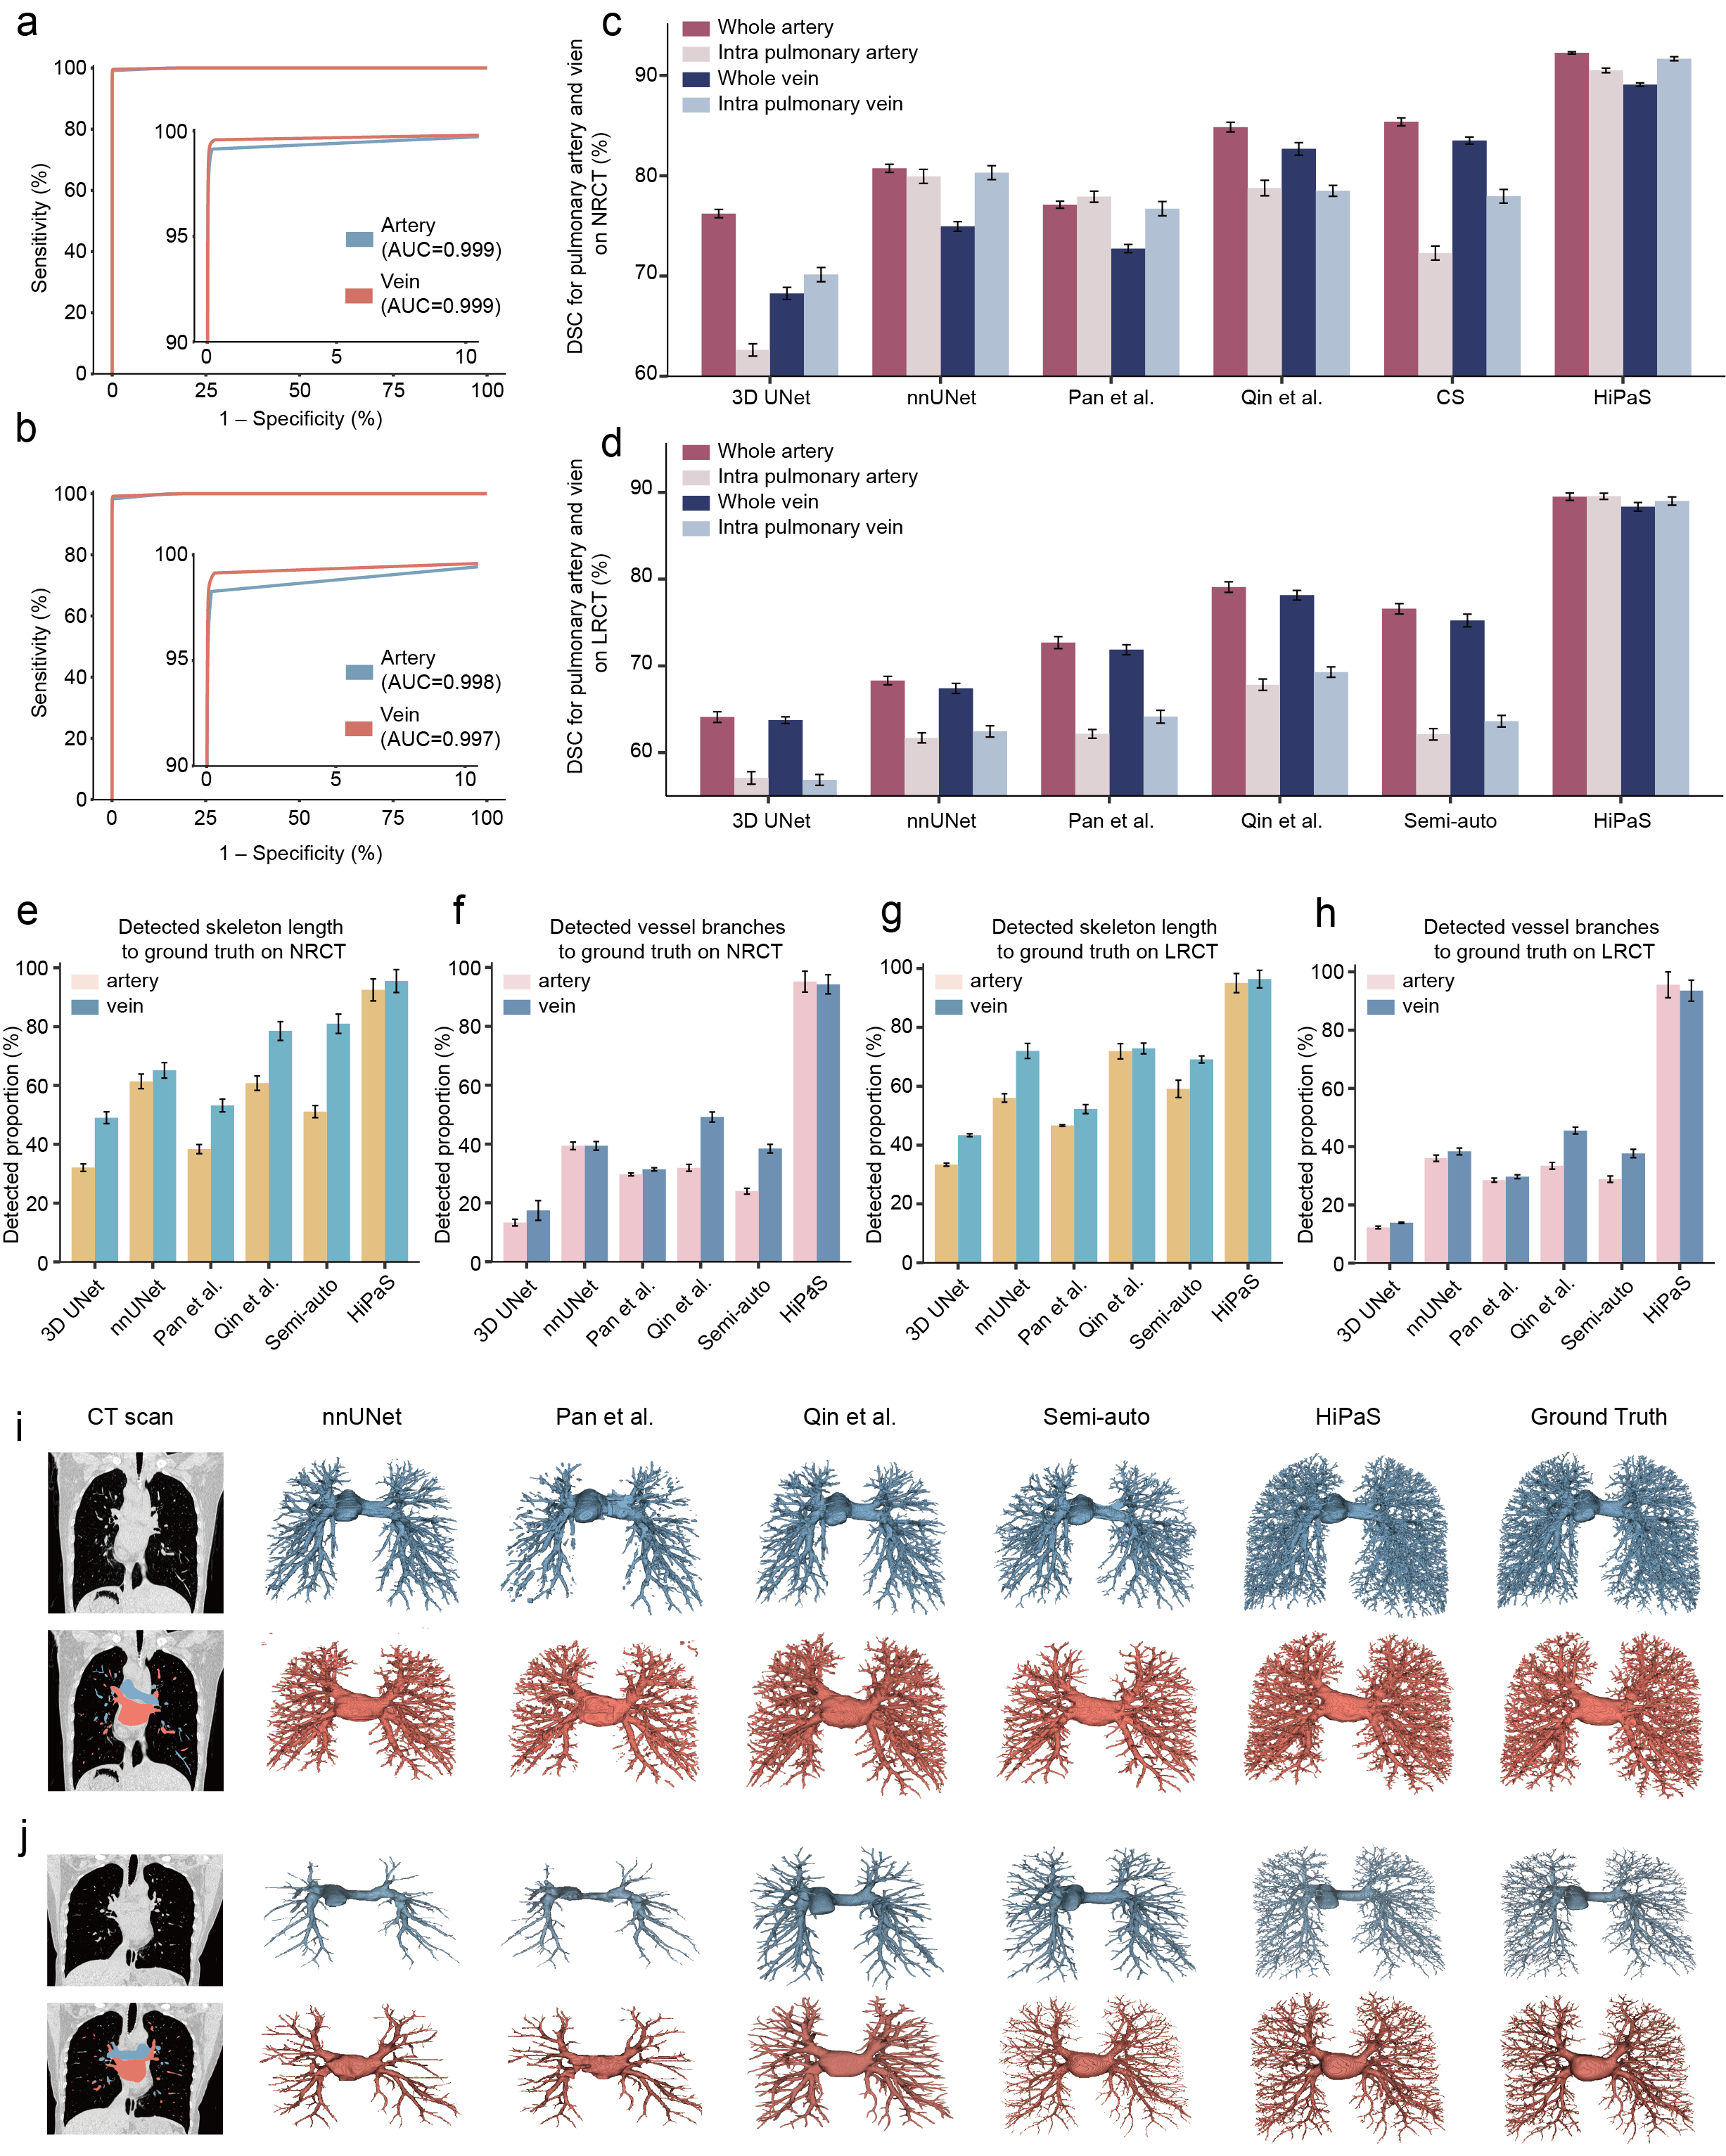 a
100
80
60
40
20
0
Sensitivity (%)
100
95
90
0 5 10
Artery
(AUC=0.999)
Vein
(AUC=0.999)
0 25 50 75 100
1 – Specificity (%)
b
100
80
60
40
20
0
Sensitivity (%)
100
95
90
0 5 10
Artery
(AUC=0.998)
Vein
(AUC=0.997)
0 25 50 75 100
1 – Specificity (%)
c
Whole artery
Intra pulmonary artery
Whole vein
Intra pulmonary vein
DSC for pulmonary artery and vien
on NRCT (%)
90
80
70
60
3D UNet nnUNet Pan et al. Qin et al. CS HiPaS
d
Whole artery
Intra pulmonary artery
Whole vein
Intra pulmonary vein
DSC for pulmonary artery and vien
on LRCT (%)
90
80
70
60
3D UNet nnUNet Pan et al. Qin et al. Semi-auto HiPaS
e
Detected skeleton length
to ground truth on NRCT
artery
vein
Detected proportion (%)
100
80
60
40
20
0
3D UNet nnUNet Pan et al. Qin et al. Semi-auto HiPaS
f
Detected vessel branches
to ground truth on NRCT
artery
vein
Detected proportion (%)
100
80
60
40
20
0
3D UNet nnUNet Pan et al. Qin et al. Semi-auto HiPaS
g
Detected skeleton length
to ground truth on LRCT
artery
vein
Detected proportion (%)
100
80
60
40
20
0
3D UNet nnUNet Pan et al. Qin et al. Semi-auto HiPaS
h
Detected vessel branches
to ground truth on LRCT
artery
vein
Detected proportion (%)
100
80
60
40
20
0
3D UNet nnUNet Pan et al. Qin et al. Semi-auto HiPaS
i
CT scan nnUNet Pan et al. Qin et al. Semi-auto HiPaS Ground Truth
j